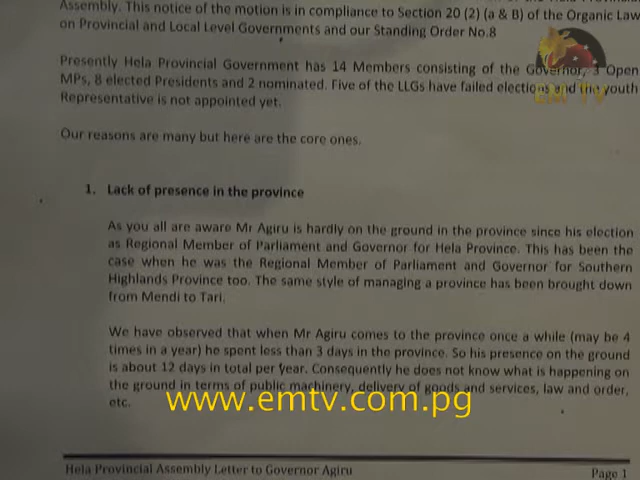 Assembly. This notice of the motion is in compliance to Section 20 (2) (a & B) of the Organic Law
on Provincial and Local Level Governments and our Standing Order No.8
Presently Hela Provincial Government has 14 Members consisting of the Governor, 3 Open
MPs, 8 elected Presidents and 2 nominated. Five of the LLGs have failed elections and the youth
Representative is not appointed yet.
EM TV
Our reasons are many but here are the core ones.
1. Lack of presence in the province
As you all are aware Mr Agiru is hardly on the ground in the province since his election
as Regional Member of Parliament and Governor for Hela Province. This has been the
case when he was the Regional Member of Parliament and Governor for Southern
Highlands Province too. The same style of managing a province has been brought down
from Mendi to Tari.
We have observed that when Mr Agiru comes to the province once a while (may be 4
times in a year) he spent less than 3 days in the province. So his presence on the ground
is about 12 days in total per year. Consequently he does not know what is happening on
the ground in terms of public machinery, delivery of goods and services, law and order,
etc.
www.emtv.com.pg
Hela Provincial Assembly Letter to Governor Agiru
Page 1